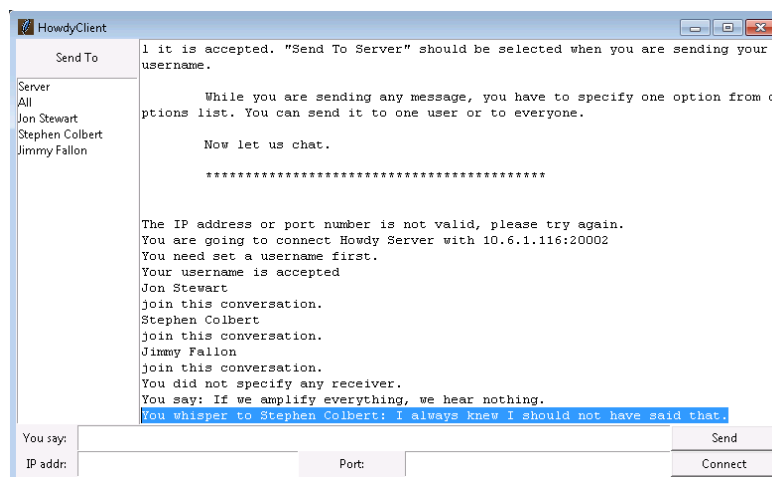 HowdyClient
Send To
Server
All
Jon Stewart
Stephen Colbert
Jimmy Fallon
l it is accepted. "Send To Server" should be selected when you are sending your
username.
While you are sending any message, you have to specify one option from o
ptions list. You can send it to one user or to everyone.
Now let us chat.
*******************************************
The IP address or port number is not valid, please try again.
You are going to connect Howdy Server with 10.6.1.116:20002
You need set a username first.
Your username is accepted
Jon Stewart
join this conversation.
Stephen Colbert
join this conversation.
Jimmy Fallon
join this conversation.
You did not specify any receiver.
You say: If we amplify everything, we hear nothing.
You whisper to Stephen Colbert: I always knew I should not have said that.
You say:
Send
IP addr:
Port:
Connect